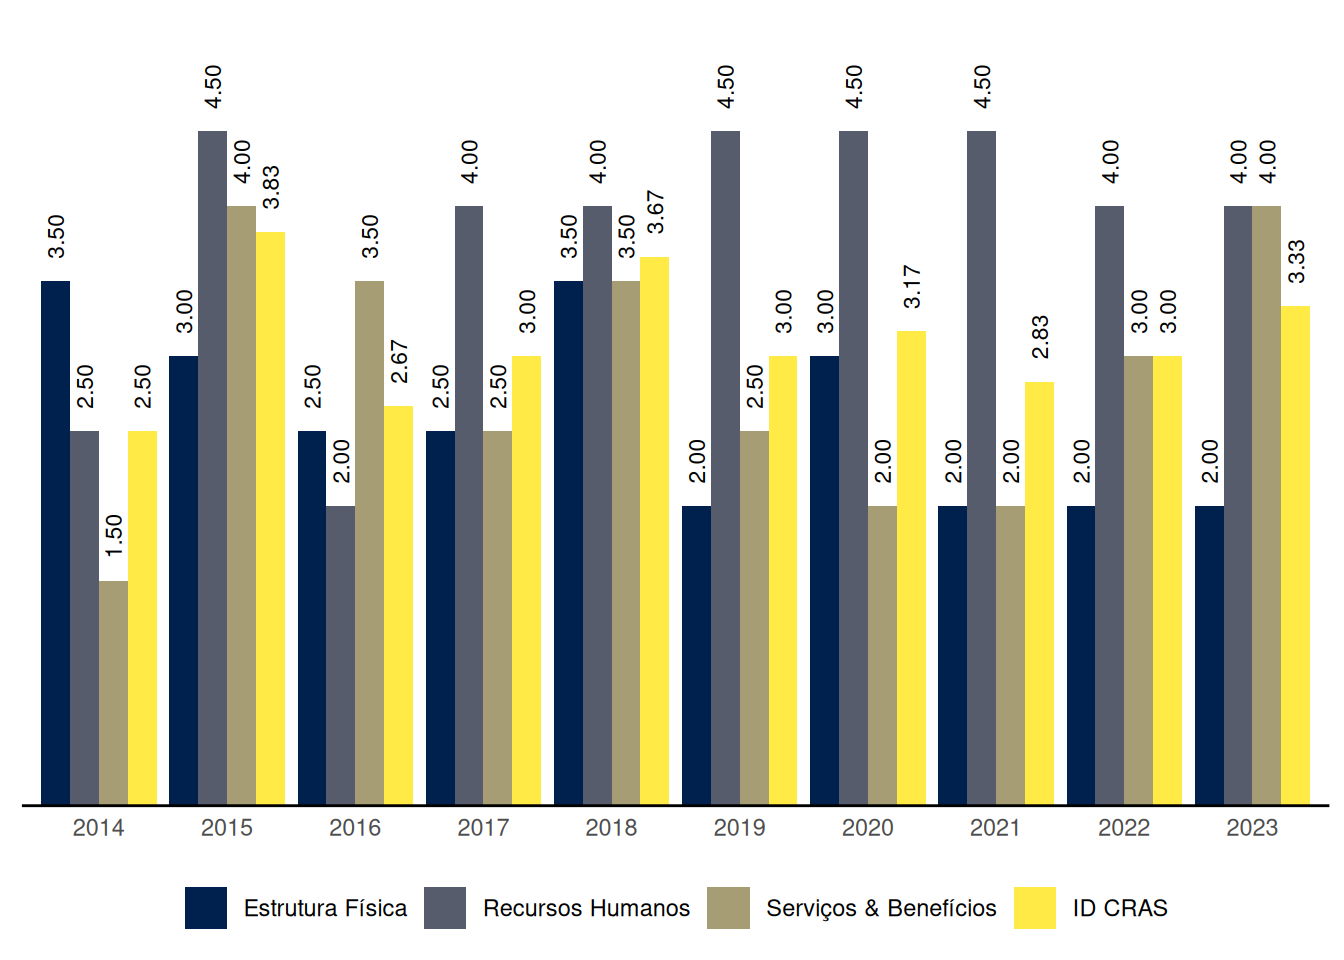 3.50 2.50 1.50 2.50
3.00 4.50 4.00 3.83
2.50 2.00 3.50 2.67
2.50 4.00 2.50 3.00
3.50 4.00 3.50 3.67
2.00 4.50 2.50 3.00
3.00 4.50 2.00 3.17
2.00 4.50 2.00 2.83
2.00 4.00 3.00 3.00
2.00 4.00 4.00 3.33
2014 2015 2016 2017 2018 2019 2020 2021 2022 2023
Estrutura Física Recursos Humanos Serviços & Benefícios ID CRAS